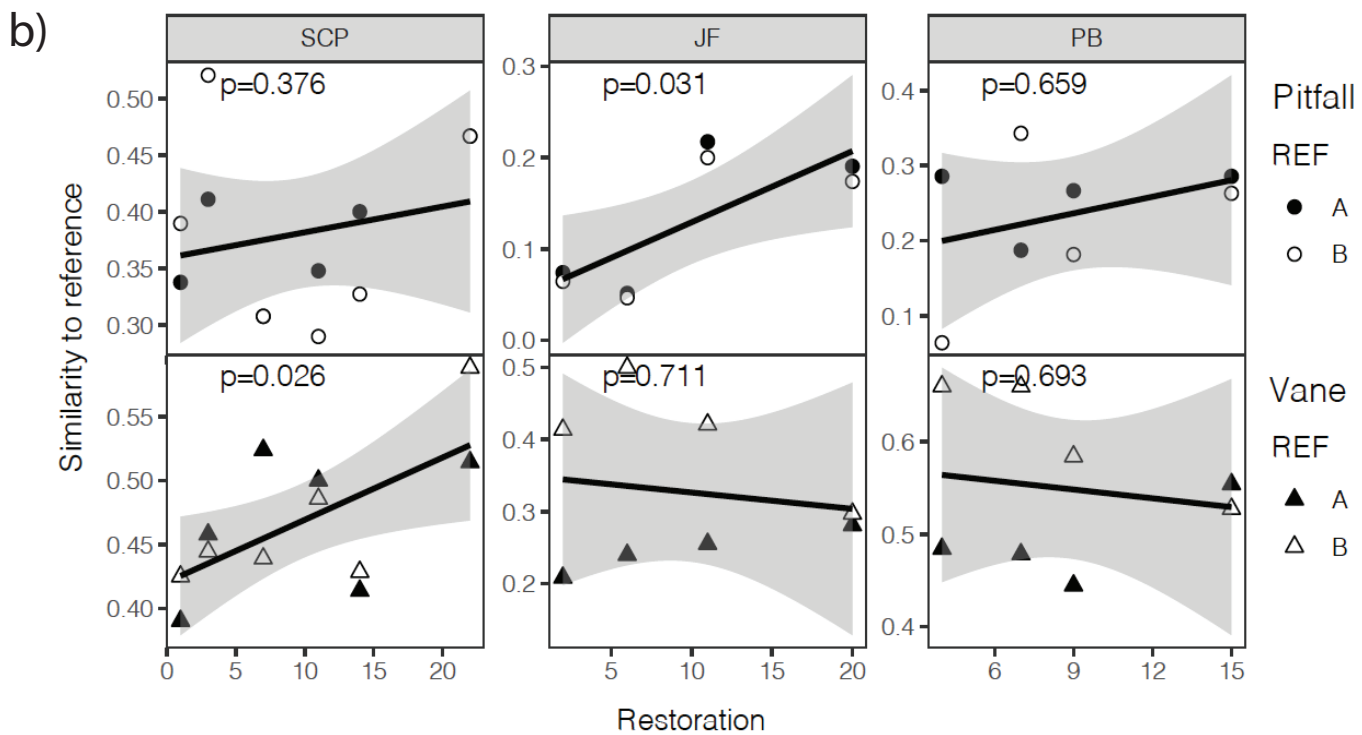 b)
SCP
JF
PB
p=0.376
p=0.031
p=0.659
0.50
0.45
0.40
0.35
0.30
0.3
0.2
0.1
0.0
0.4
0.3
0.2
0.1
Pitfall
REF
A
B
Similarity to reference
p=0.026
p=0.711
p=0.693
0.55
0.50
0.45
0.40
0.5
0.4
0.3
0.2
0.6
0.5
0.4
Vane
REF
A
B
0 5 10 15 20
5 10 15 20
6 9 12 15
Restoration